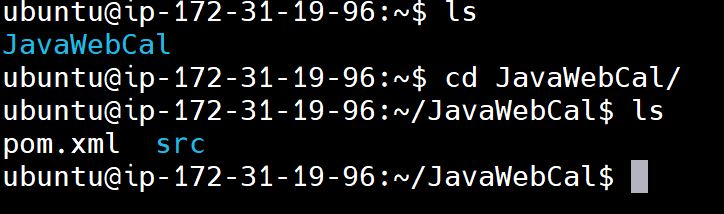 ubuntu@ip-172-31-19-96:~$ ls
JavaWebCal
ubuntu@ip-172-31-19-96:~$ cd JavaWebCal/
ubuntu@ip-172-31-19-96:~/JavaWebCal$ ls
pom.xml  src
ubuntu@ip-172-31-19-96:~/JavaWebCal$